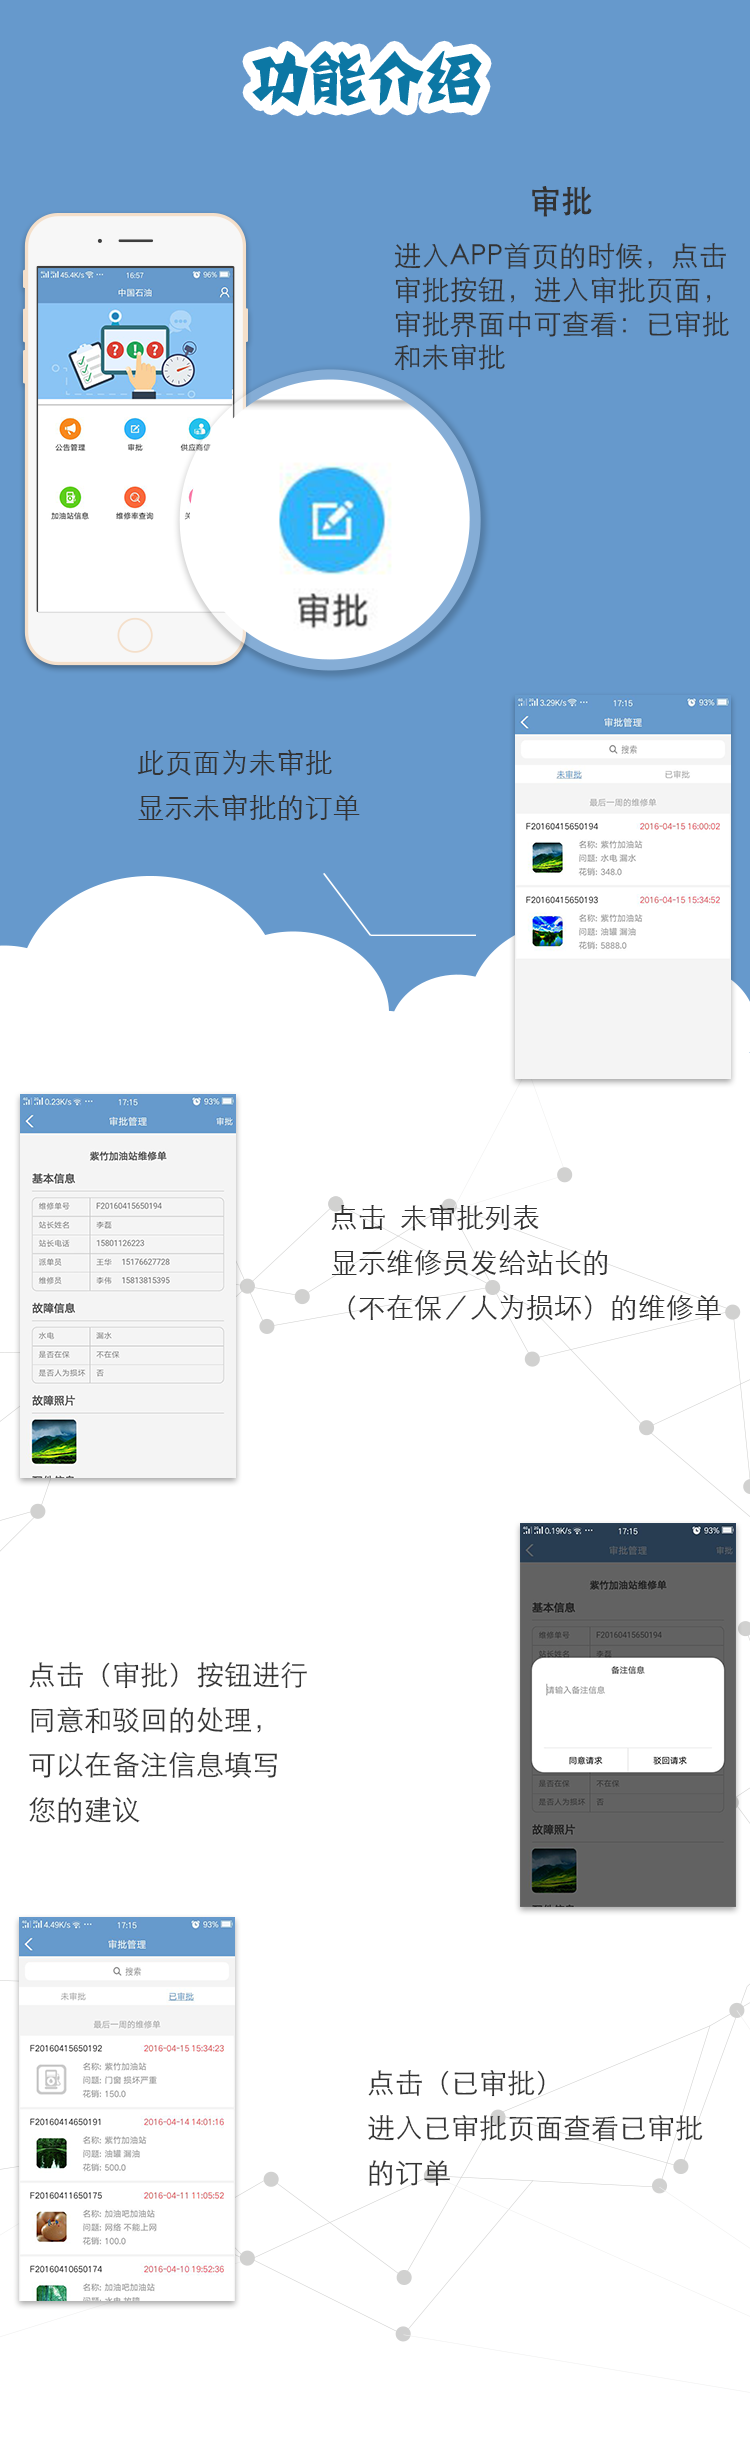 功能介绍
审批
进入APP首页的时候，点击
审批按钮，进入审批页面，
审批界面中可查看：已审批
和未审批
45.4K/s 16:57 96%
中国石油
公告管理 审批 供应商信
加油站信息 维修率查询
审批
此页面为未审批
显示未审批的订单
3.29K/s 17:15 93%
审批管理
搜索
未审批 已审批
最后一周的维修单
F20160415650194 2016-04-15 16:00:02
名称: 紫竹加油站
问题: 水电 漏水
花销: 348.0
F20160415650193 2016-04-15 15:34:52
名称: 紫竹加油站
问题: 油罐 漏油
花销: 5888.0
0.23K/s 17:15 93%
审批管理 审批
紫竹加油站维修单
基本信息
维修单号 F20160415650194
站长姓名 李磊
站长电话 15801126223
派单员 王华 15176627728
维修员 李伟 15813815395
故障信息
水电 漏水
是否在保 不在保
是否人为损坏 否
故障照片
点击 未审批列表
显示维修员发给站长的
（不在保／人为损坏）的维修单
0.19K/s 17:15 93%
审批管理 审批
紫竹加油站维修单
基本信息
维修单号 F20160415650194
站长姓名 李磊
备注信息
请输入备注信息
同意请求 驳回请求
是否在保 不在保
是否人为损坏 否
故障照片
点击（审批）按钮进行
同意和驳回的处理，
可以在备注信息填写
您的建议
4.49K/s 17:15 93%
审批管理
搜索
未审批 已审批
最后一周的维修单
F20160415650192 2016-04-15 15:34:23
名称: 紫竹加油站
问题: 门窗 损坏严重
花销: 150.0
F20160414650191 2016-04-14 14:01:16
名称: 紫竹加油站
问题: 油罐 漏油
花销: 500.0
F20160411650175 2016-04-11 11:05:52
名称: 加油吧加油站
问题: 网络 不能上网
花销: 100.0
F20160410650174 2016-04-10 19:52:36
名称: 加油吧加油站
点击（已审批）
进入已审批页面查看已审批
的订单